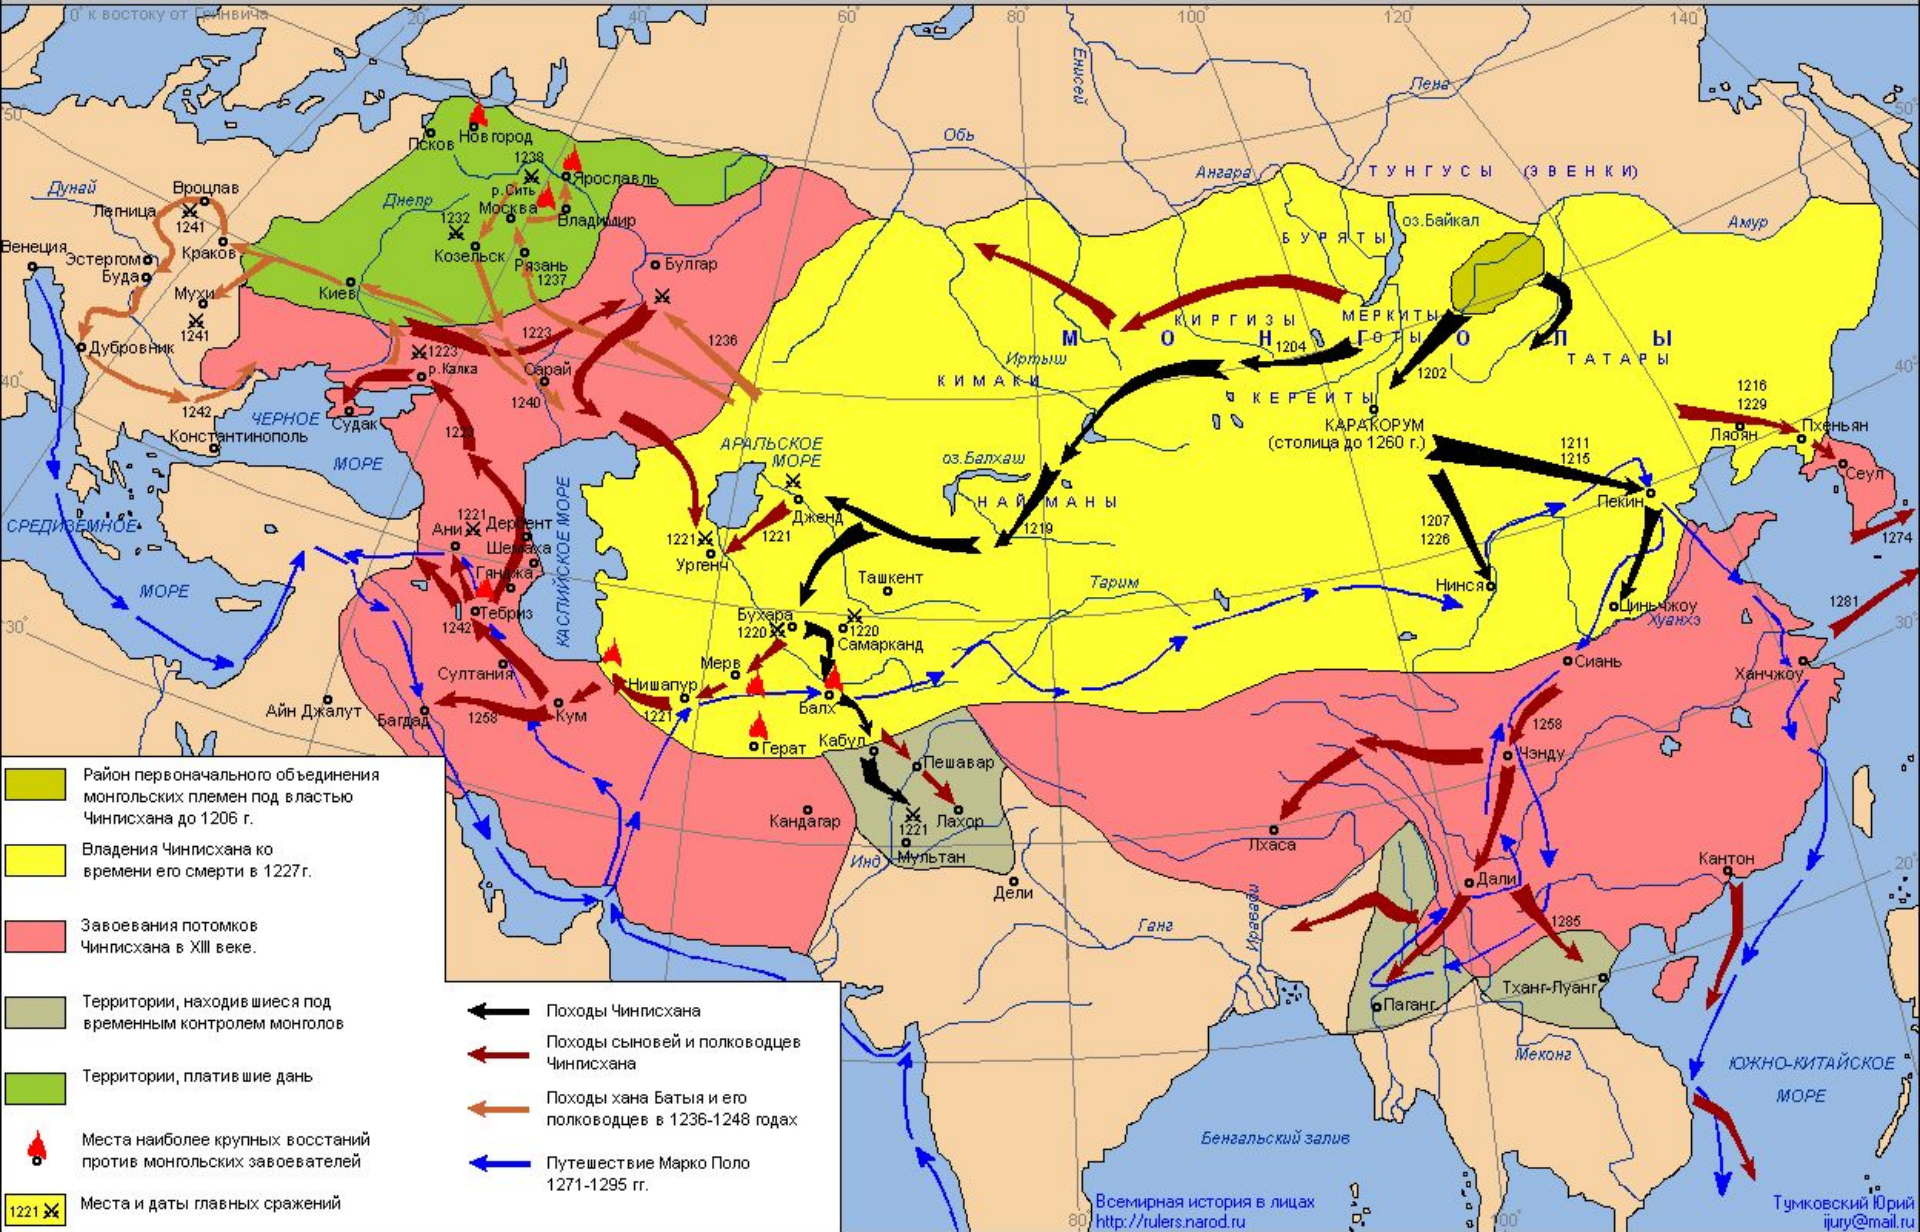 0° к востоку от Гринвича
20°
40°
60°
80°
100°
120°
140°
50°
40°
30°
Енисей
Лена
Обь
Ангара
ТУНГУСЫ (ЭВЕНКИ)
50°
Псков
Новгород
1238
р.Сить
Ярославль
Дунай
Вроцлав
Легница
1241
Днепр
1232
Москва
Владимир
Козельск
Рязань
1237
Булгар
Венеция
Эстергом
Буда
Краков
Мухи
1241
Киев
Дубровник
1223
1236
оз.Байкал
Амур
БУРЯТЫ
КИРГИЗЫ
МЕРКИТЫ
МОНГОЛЫ
ГОТЫ
ТАТАРЫ
1204
1202
Иртыш
КИМАКИ
КЕРЕИТЫ
КАРАКОРУМ
(столица до 1260 г.)
1223
р.Калка
Сарай
1240
1242
ЧЕРНОЕ
МОРЕ
Судак
Константинополь
1223
АРАЛЬСКОЕ
МОРЕ
оз.Балхаш
НАЙМАНЫ
1219
1211
1215
1216
1229
Ляоян
Пхеньян
Сеул
40°
Пекин
1207
1226
Нинся
Циньчжоу
Хуанхэ
1274
1281
30°
СРЕДИЗЕМНОЕ
МОРЕ
1221
Ани
Дербент
Шемаха
Гянджа
Тебриз
1242
КАСПИЙСКОЕ МОРЕ
Дженд
1221
1221
Ургенч
Ташкент
Бухара
1220
1220
Самарканд
Тарим
Мерв
Нишапур
1221
Балх
Герат
Кабул
Султания
Айн Джалут
Багдад
1258
Кум
Пешавар
1221
Лахор
Мультан
Кандагар
Инд
Дели
Сиань
Ханчжоу
1258
Чэнду
Лхаса
Дали
Кантон
20°
1285
Ганг
Иравади
Паганг
Тханг-Луанг
Меконг
ЮЖНО-КИТАЙСКОЕ
МОРЕ
Бенгальский залив
80°
100°
Район первоначального объединения
монгольских племен под властью
Чингисхана до 1206 г.
Владения Чингисхана ко
времени его смерти в 1227г.
Завоевания потомков
Чингисхана в XIII веке.
Территории, находившиеся под
временным контролем монголов
Территории, платившие дань
Места наиболее крупных восстаний
против монгольских завоевателей
1221 Места и даты главных сражений
Походы Чингисхана
Походы сыновей и полководцев
Чингисхана
Походы хана Батыя и его
полководцев в 1236-1248 годах
Путешествие Марко Поло
1271-1295 гг.
Всемирная история в лицах
http://rulers.narod.ru
Тумковский Юрий
ijury@mail.ru